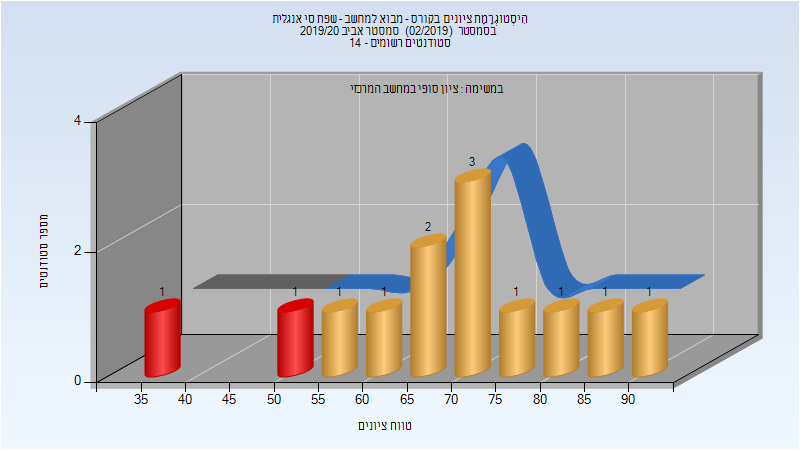 היסטוגרמת ציונים בקורס - מבוא למחשב - שפת סי אנגלית
בסמסטר (02/2019) סמסטר אביב 2019/20
סטודנטים רשומים - 14
במשימה : ציון סופי במחשב המרכזי
מספר סטודנטים
4
2
0
1
1
1
1
2
3
1
1
1
1
35 40 45 50 55 60 65 70 75 80 85 90
טווח ציונים